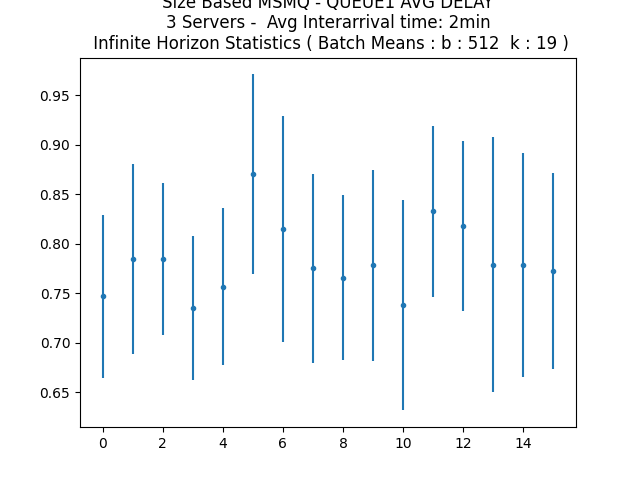 Size Based MSMQ - QUEUE1 AVG DELAY
3 Servers -  Avg Interarrival time: 2min
Infinite Horizon Statistics ( Batch Means : b : 512  k : 19 )
0.95
0.90
0.85
0.80
0.75
0.70
0.65
0 2 4 6 8 10 12 14